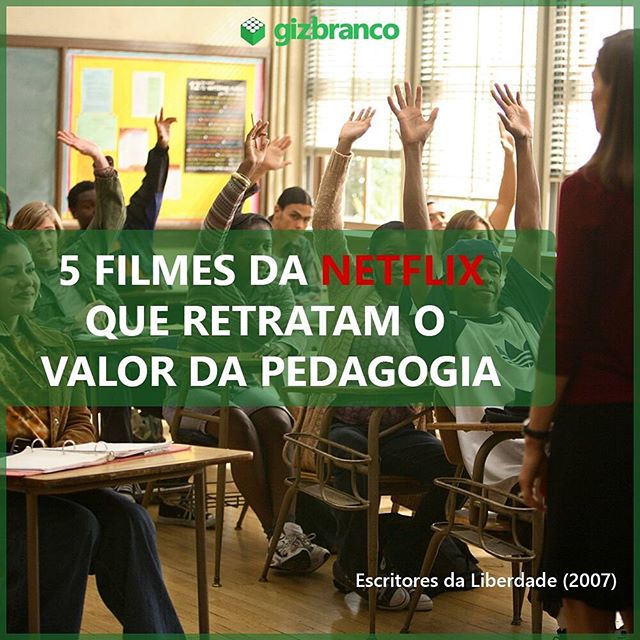 gizbranco
5 FILMES DA NETFLIX
QUE RETRATAM O
VALOR DA PEDAGOGIA
Escritores da Liberdade (2007)